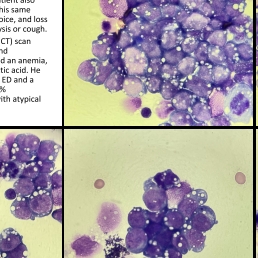 patient also
his same
oice, and loss
ysis or cough.
CT) scan
nd
d an anemia,
tic acid. He
ED and a
%
ith atypical